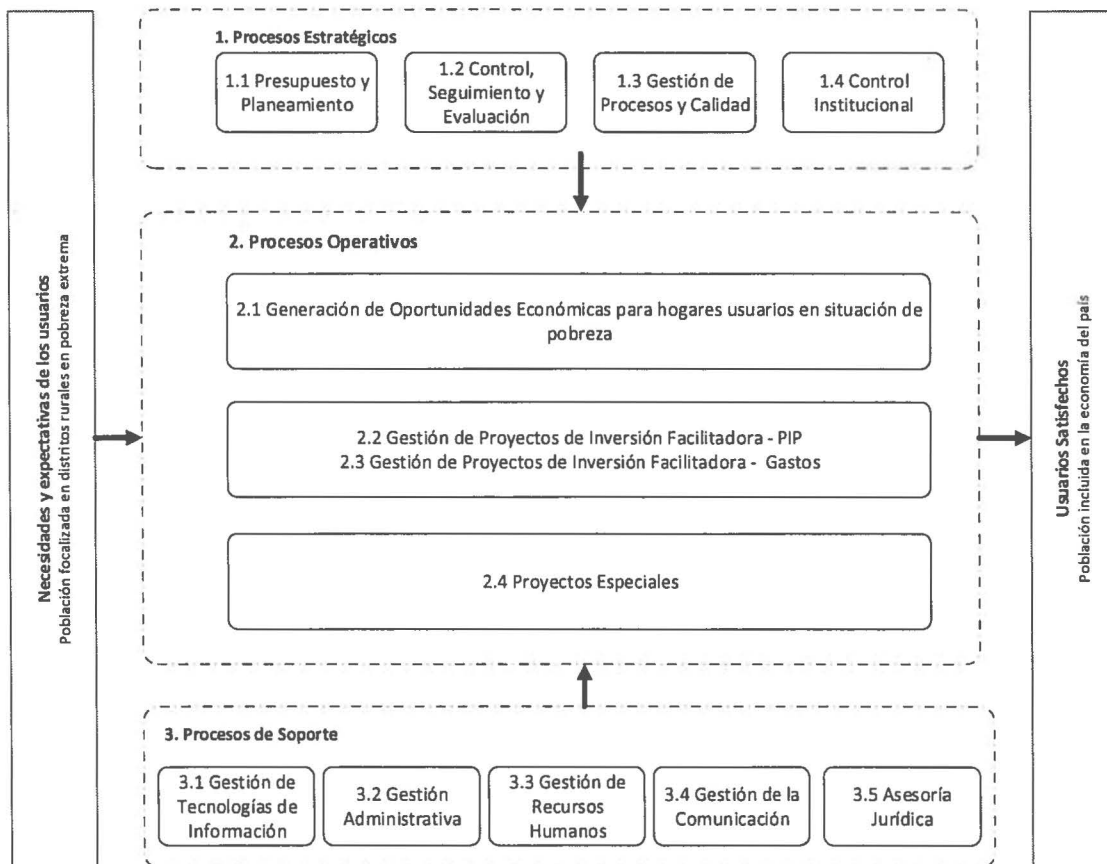 Necesidades y expectativas de los usuarios
Población focalizada en distritos rurales en pobreza extrema
1. Procesos Estratégicos
1.1 Presupuesto y
Planeamiento
1.2 Control,
Seguimiento y
Evaluación
1.3 Gestión de
Procesos y Calidad
1.4 Control
Institucional
2. Procesos Operativos
2.1 Generación de Oportunidades Económicas para hogares usuarios en situación de
pobreza
2.2 Gestión de Proyectos de Inversión Facilitadora - PIP
2.3 Gestión de Proyectos de Inversión Facilitadora - Gastos
2.4 Proyectos Especiales
3. Procesos de Soporte
3.1 Gestión de
Tecnologías de
Información
3.2 Gestión
Administrativa
3.3 Gestión de
Recursos
Humanos
3.4 Gestión de la
Comunicación
3.5 Asesoría
Jurídica
Usuarios Satisfechos
Población incluida en la economía del país